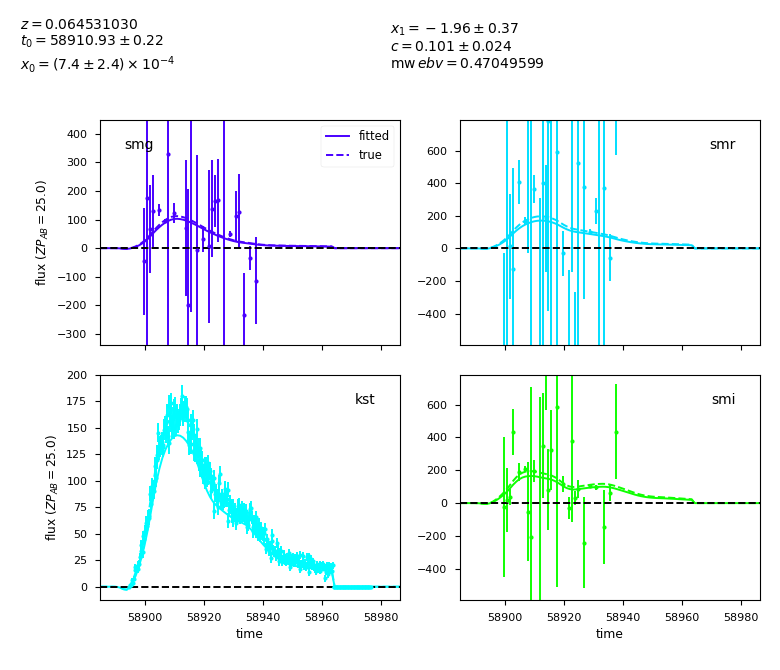 z = 0.064531030
t0 = 58910.93 ± 0.22
x0 = (7.4 ± 2.4) × 10^-4
x1 = −1.96 ± 0.37
c = 0.101 ± 0.024
mw ebv = 0.47049599
smg
fitted
true
flux (ZP_AB = 25.0)
400
300
200
100
0
−100
−200
−300
smr
600
400
200
0
−200
−400
kst
flux (ZP_AB = 25.0)
200
175
150
125
100
75
50
25
0
58900 58920 58940 58960 58980
time
smi
600
400
200
0
−200
−400
58900 58920 58940 58960 58980
time